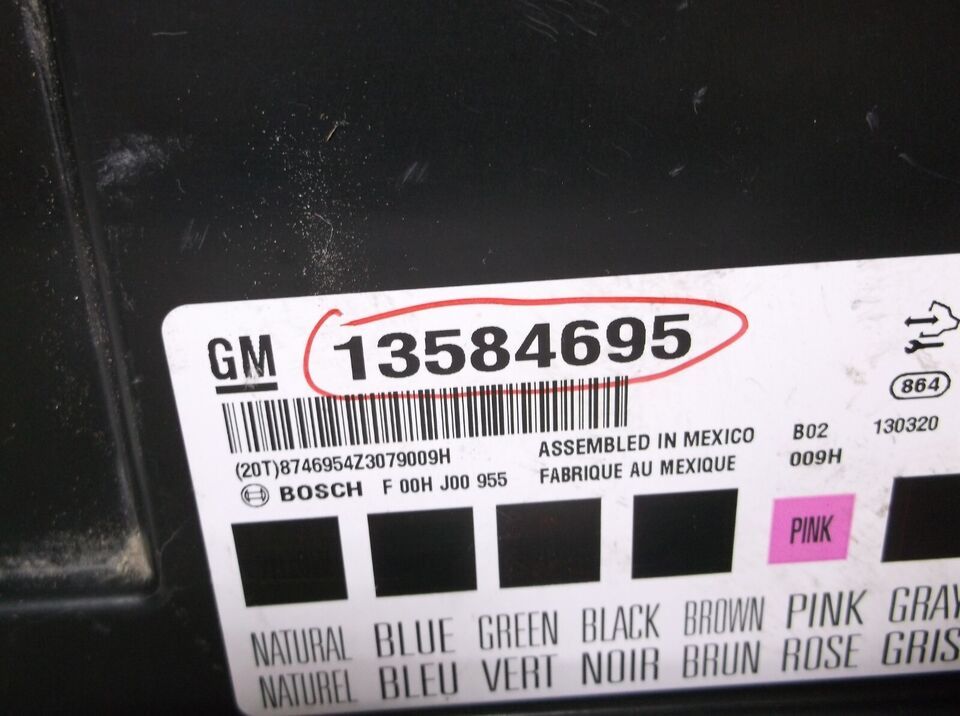 GM 13584695
864
(20T)8746954Z3079009H
ASSEMBLED IN MEXICO B02 130320
BOSCH F 00H J00 955 FABRIQUE AU MEXIQUE 009H
PINK
NATURAL BLUE GREEN BLACK BROWN PINK GRAY
NATUREL BLEU VERT NOIR BRUN ROSE GRIS